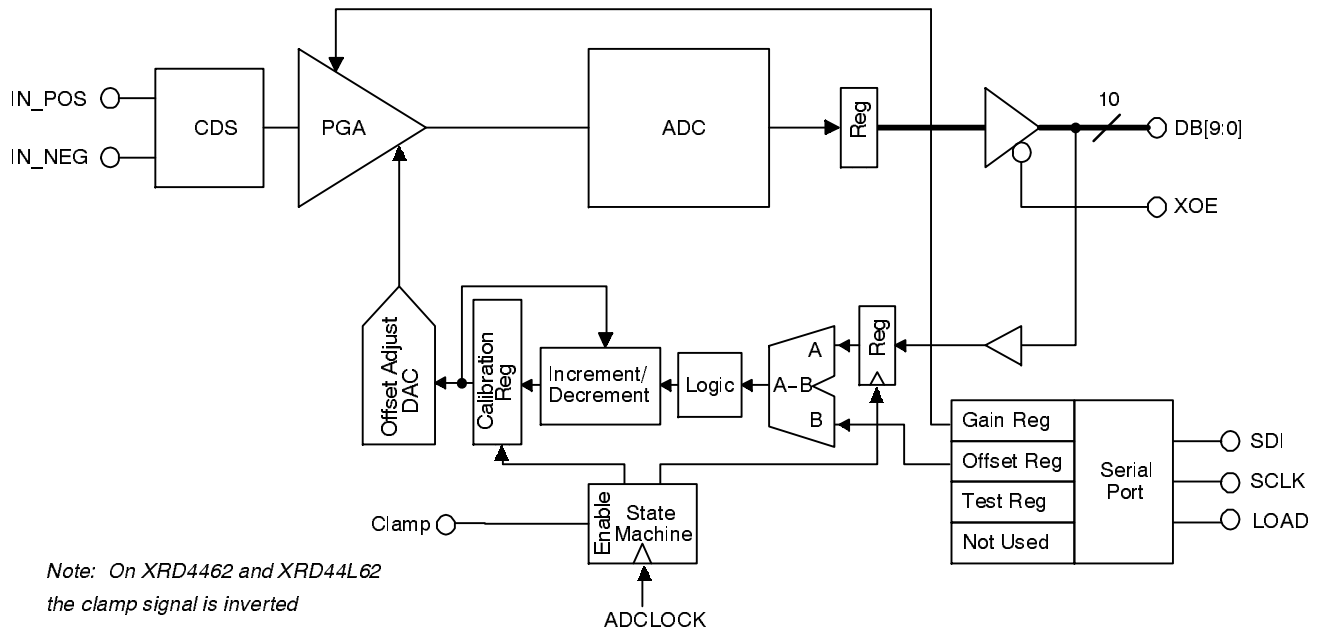 10
IN_POS
CDS
PGA
ADC
Reg
DB[9:0]
IN_NEG
XOE
Offset Adjust
DAC
Calibration
Reg
Increment/
Decrement
Logic
A
A-B
B
Reg
Gain Reg
Offset Reg
Test Reg
Not Used
Serial
Port
SDI
SCLK
LOAD
Clamp
Enable
State
Machine
ADCLOCK
Note: On XRD4462 and XRD44L62
the clamp signal is inverted